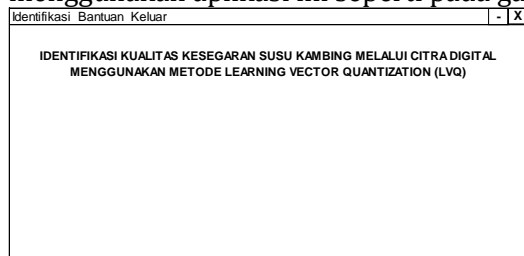 menggunakan aplikasi ini seperti pada ga
Identifikasi Bantuan Keluar - X
IDENTIFIKASI KUALITAS KESEGARAN SUSU KAMBING MELALUI CITRA DIGITAL
MENGGUNAKAN METODE LEARNING VECTOR QUANTIZATION (LVQ)